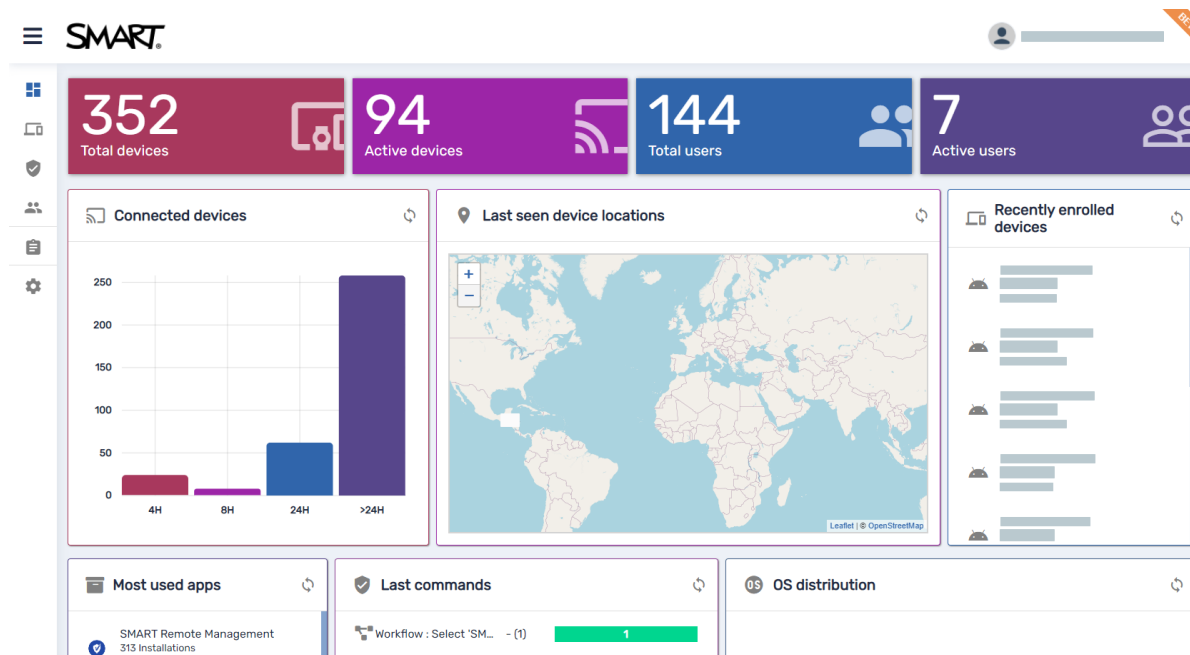 SMART
BE
352
Total devices
94
Active devices
144
Total users
7
Active users
Connected devices
250
200
150
100
50
0
4H
8H
24H
>24H
Last seen device locations
+
−
Leaflet | © OpenStreetMap
Recently enrolled
devices
Most used apps
SMART Remote Management
313 Installations
Last commands
Workflow : Select 'SM... - (1)
1
OS OS distribution